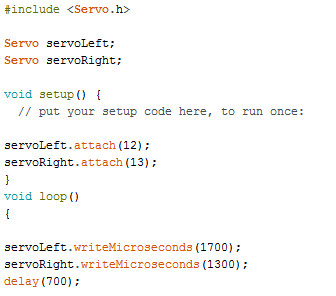 #include <Servo.h>
Servo servoLeft;
Servo servoRight;
void setup() {
// put your setup code here, to run once:
servoLeft.attach(12);
servoRight.attach(13);
}
void loop()
{
servoLeft.writeMicroseconds(1700);
servoRight.writeMicroseconds(1300);
delay(700);